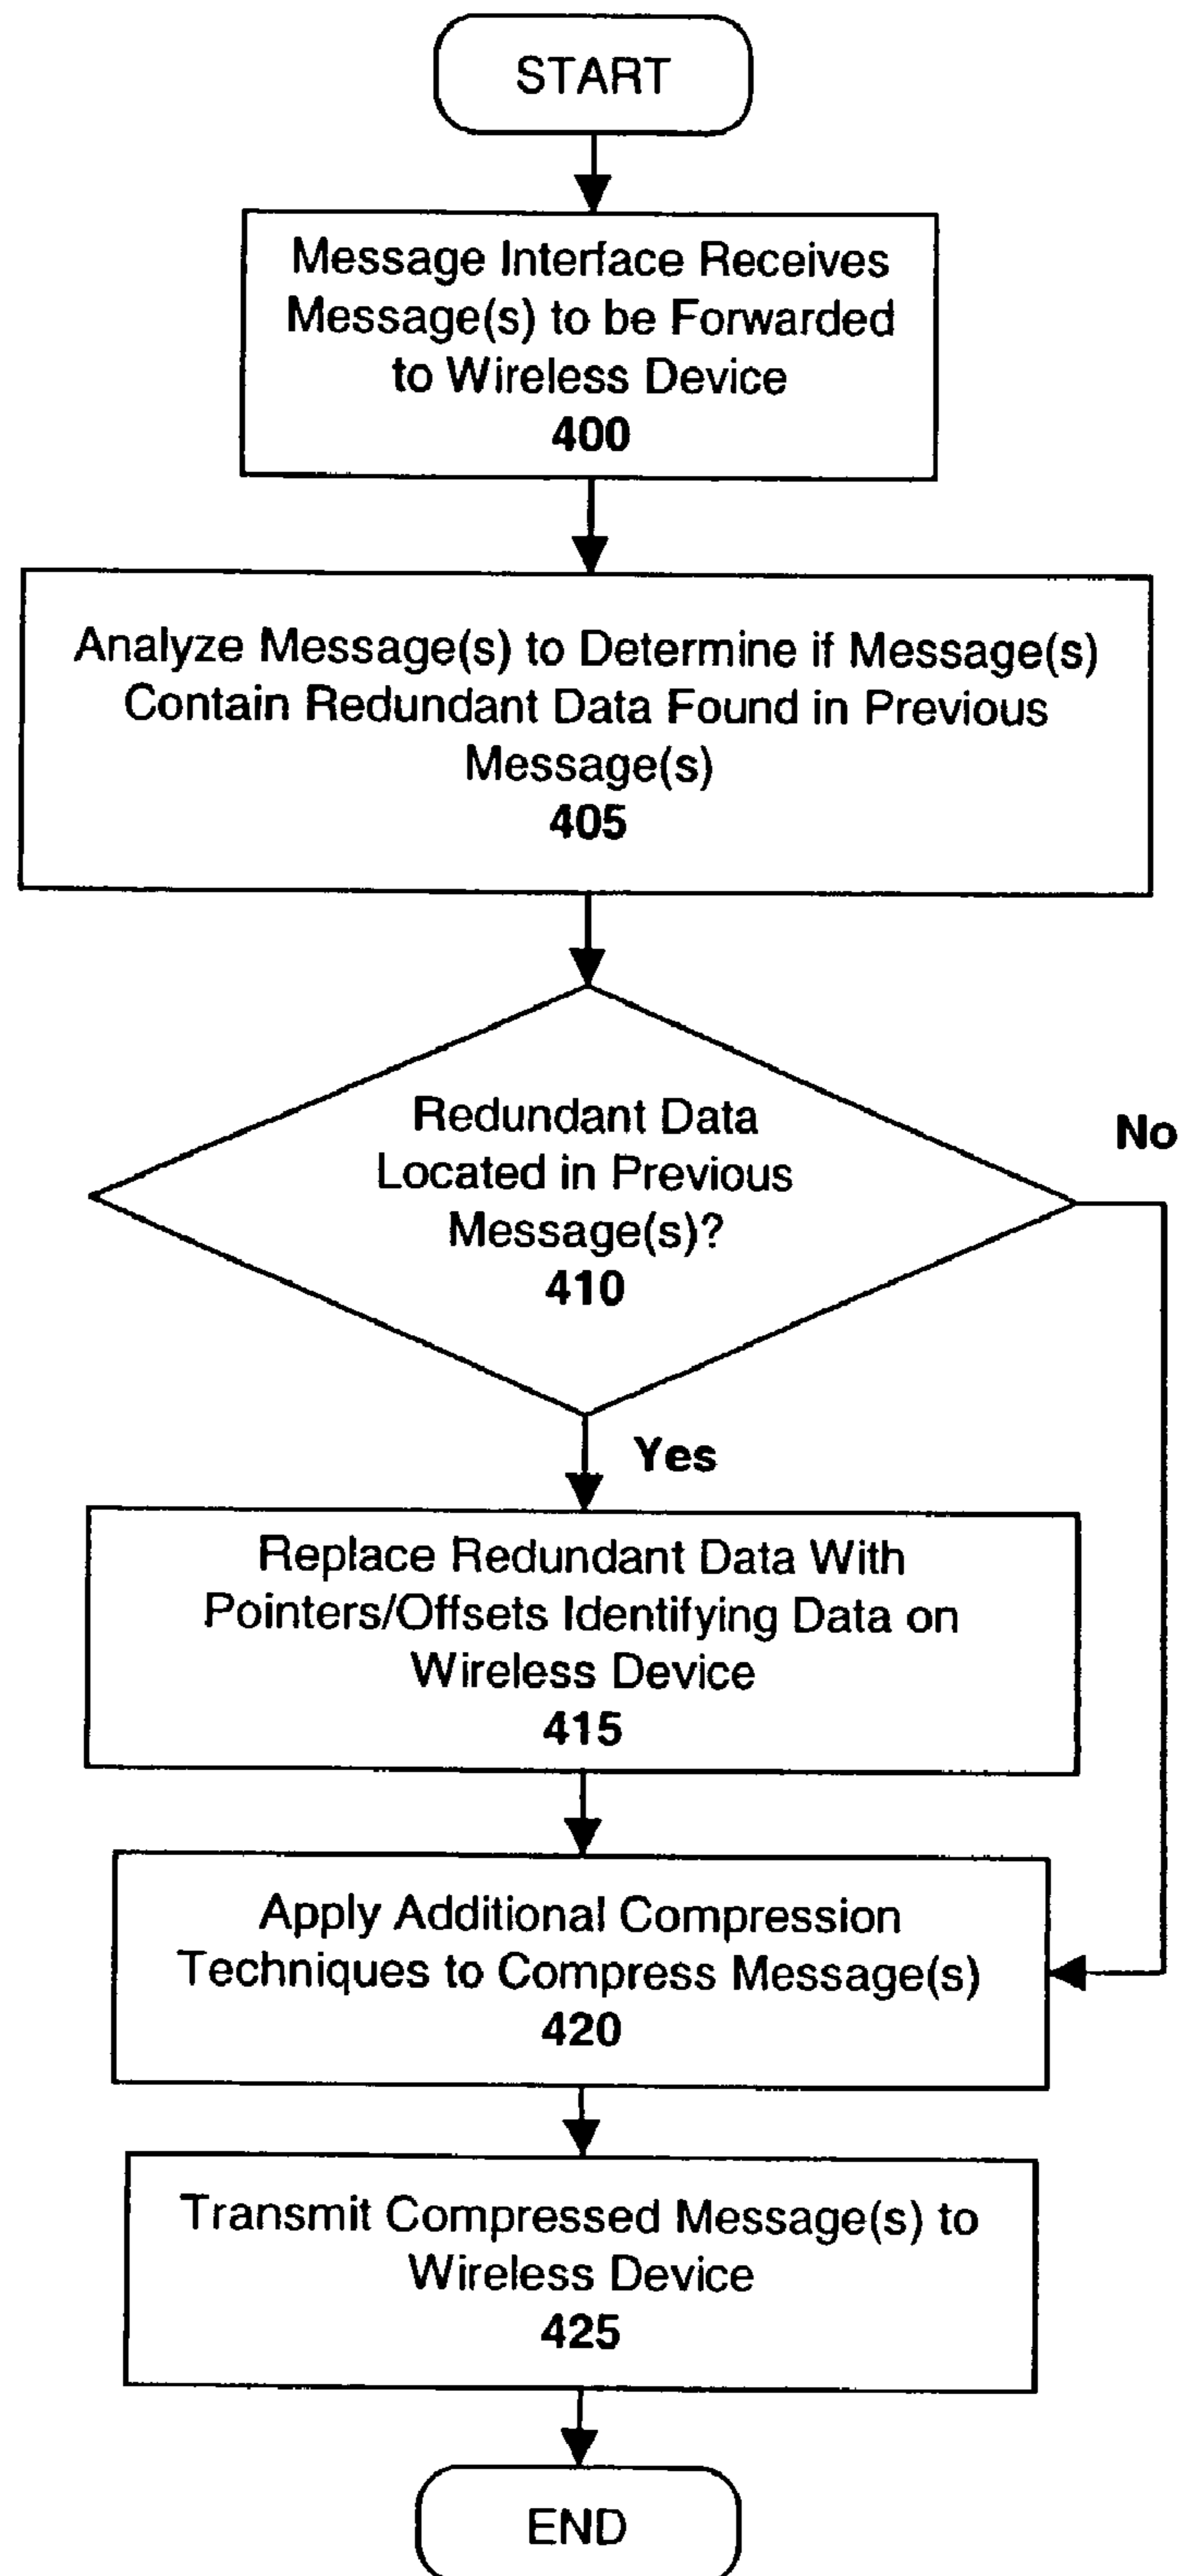 START
Message Interface Receives
Message(s) to be Forwarded
to Wireless Device
400
Analyze Message(s) to Determine if Message(s)
Contain Redundant Data Found in Previous
Message(s)
405
Redundant Data
Located in Previous
Message(s)?
410
No
Yes
Replace Redundant Data With
Pointers/Offsets Identifying Data on
Wireless Device
415
Apply Additional Compression
Techniques to Compress Message(s)
420
Transmit Compressed Message(s) to
Wireless Device
425
END